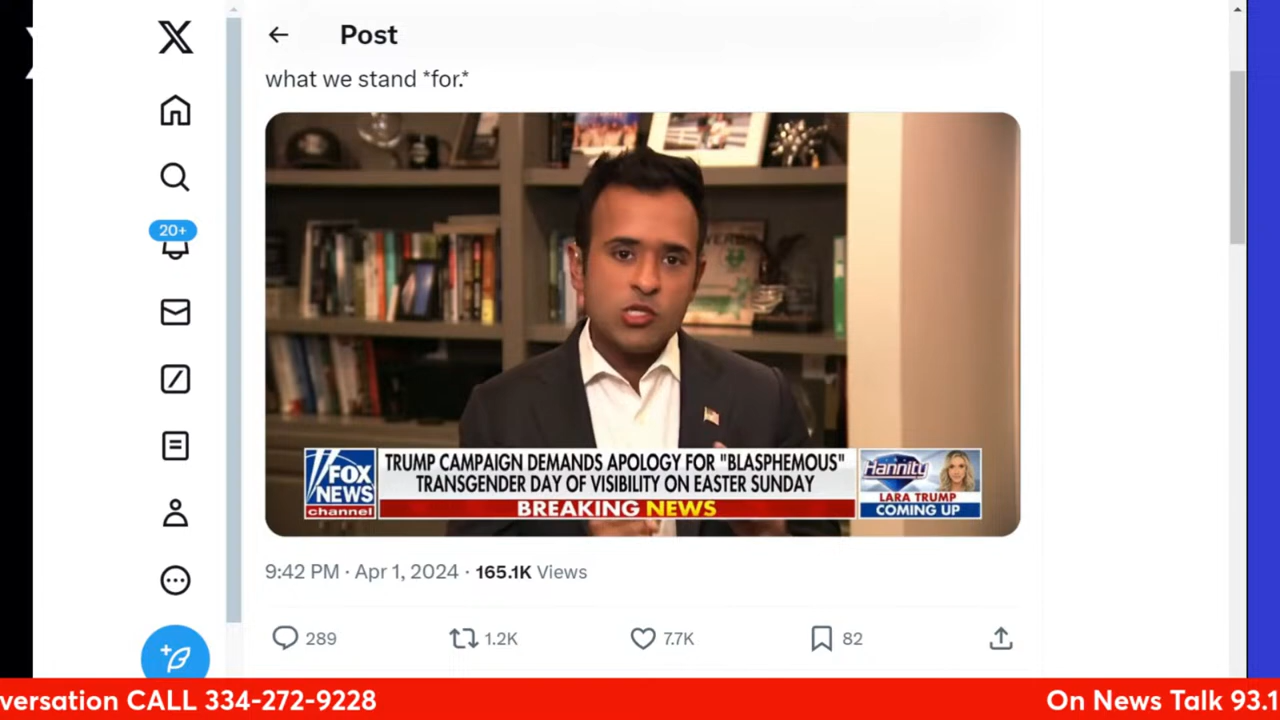 Post
what we stand *for.*
20+
TRUMP CAMPAIGN DEMANDS APOLOGY FOR "BLASPHEMOUS"
TRANSGENDER DAY OF VISIBILITY ON EASTER SUNDAY
BREAKING NEWS
FOX
NEWS
channel
Hannity
LARA TRUMP
COMING UP
9:42 PM · Apr 1, 2024 · 165.1K Views
289
1.2K
7.7K
82
versation CALL 334-272-9228
On News Talk 93.1